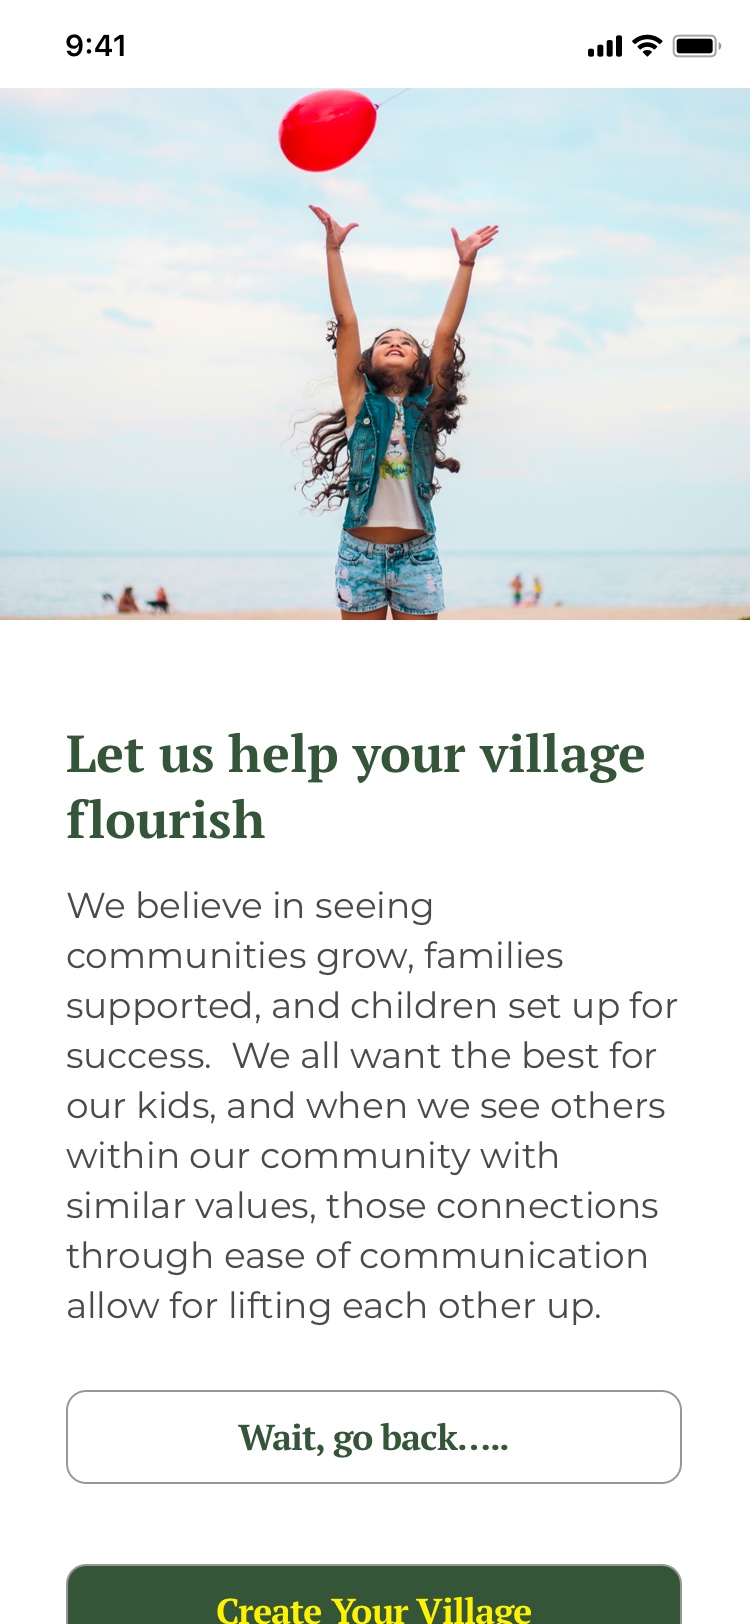 9:41
Let us help your village
flourish
We believe in seeing
communities grow, families
supported, and children set up for
success.  We all want the best for
our kids, and when we see others
within our community with
similar values, those connections
through ease of communication
allow for lifting each other up.
Wait, go back.....
Create Your Village